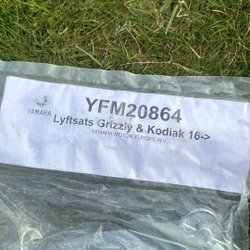 YFM20864
YAMAHA
Lyftsats Grizzly & Kodiak 16->
YAMAHA MOTOR EUROPE N.V.